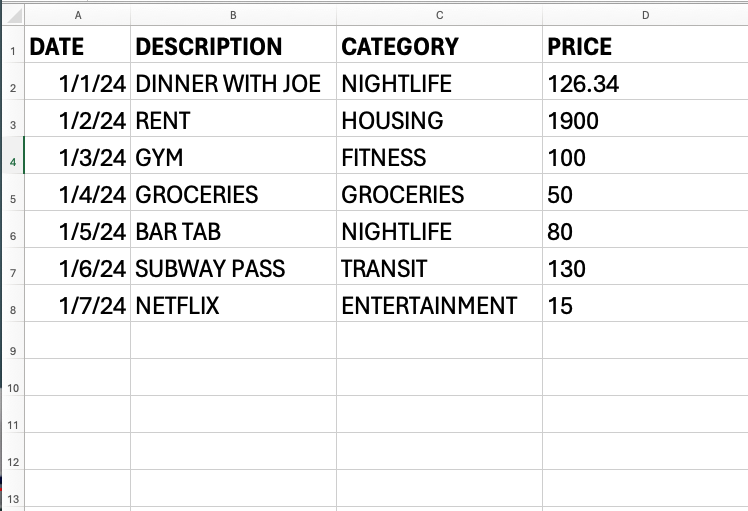 A B C D
1 DATE DESCRIPTION CATEGORY PRICE
2 1/1/24 DINNER WITH JOE NIGHTLIFE 126.34
3 1/2/24 RENT HOUSING 1900
4 1/3/24 GYM FITNESS 100
5 1/4/24 GROCERIES GROCERIES 50
6 1/5/24 BAR TAB NIGHTLIFE 80
7 1/6/24 SUBWAY PASS TRANSIT 130
8 1/7/24 NETFLIX ENTERTAINMENT 15
9
10
11
12
13